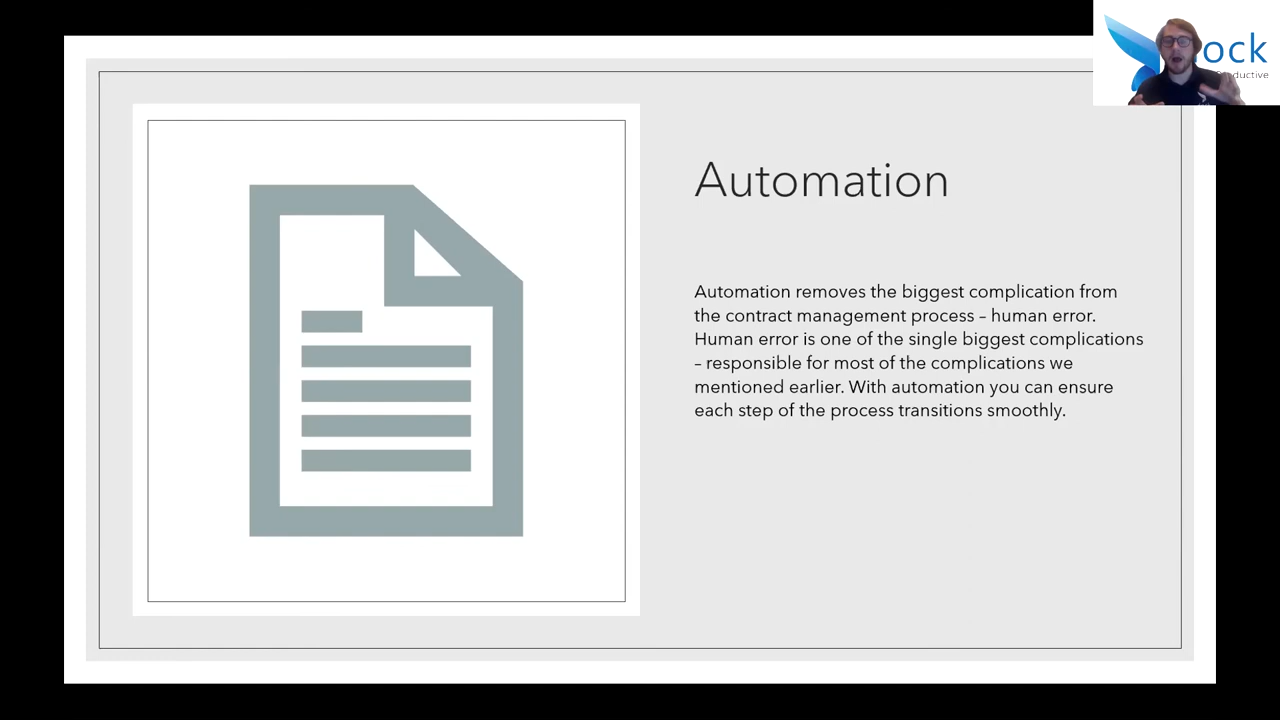 ock
Automation
Automation removes the biggest complication from
the contract management process – human error.
Human error is one of the single biggest complications
– responsible for most of the complications we
mentioned earlier. With automation you can ensure
each step of the process transitions smoothly.